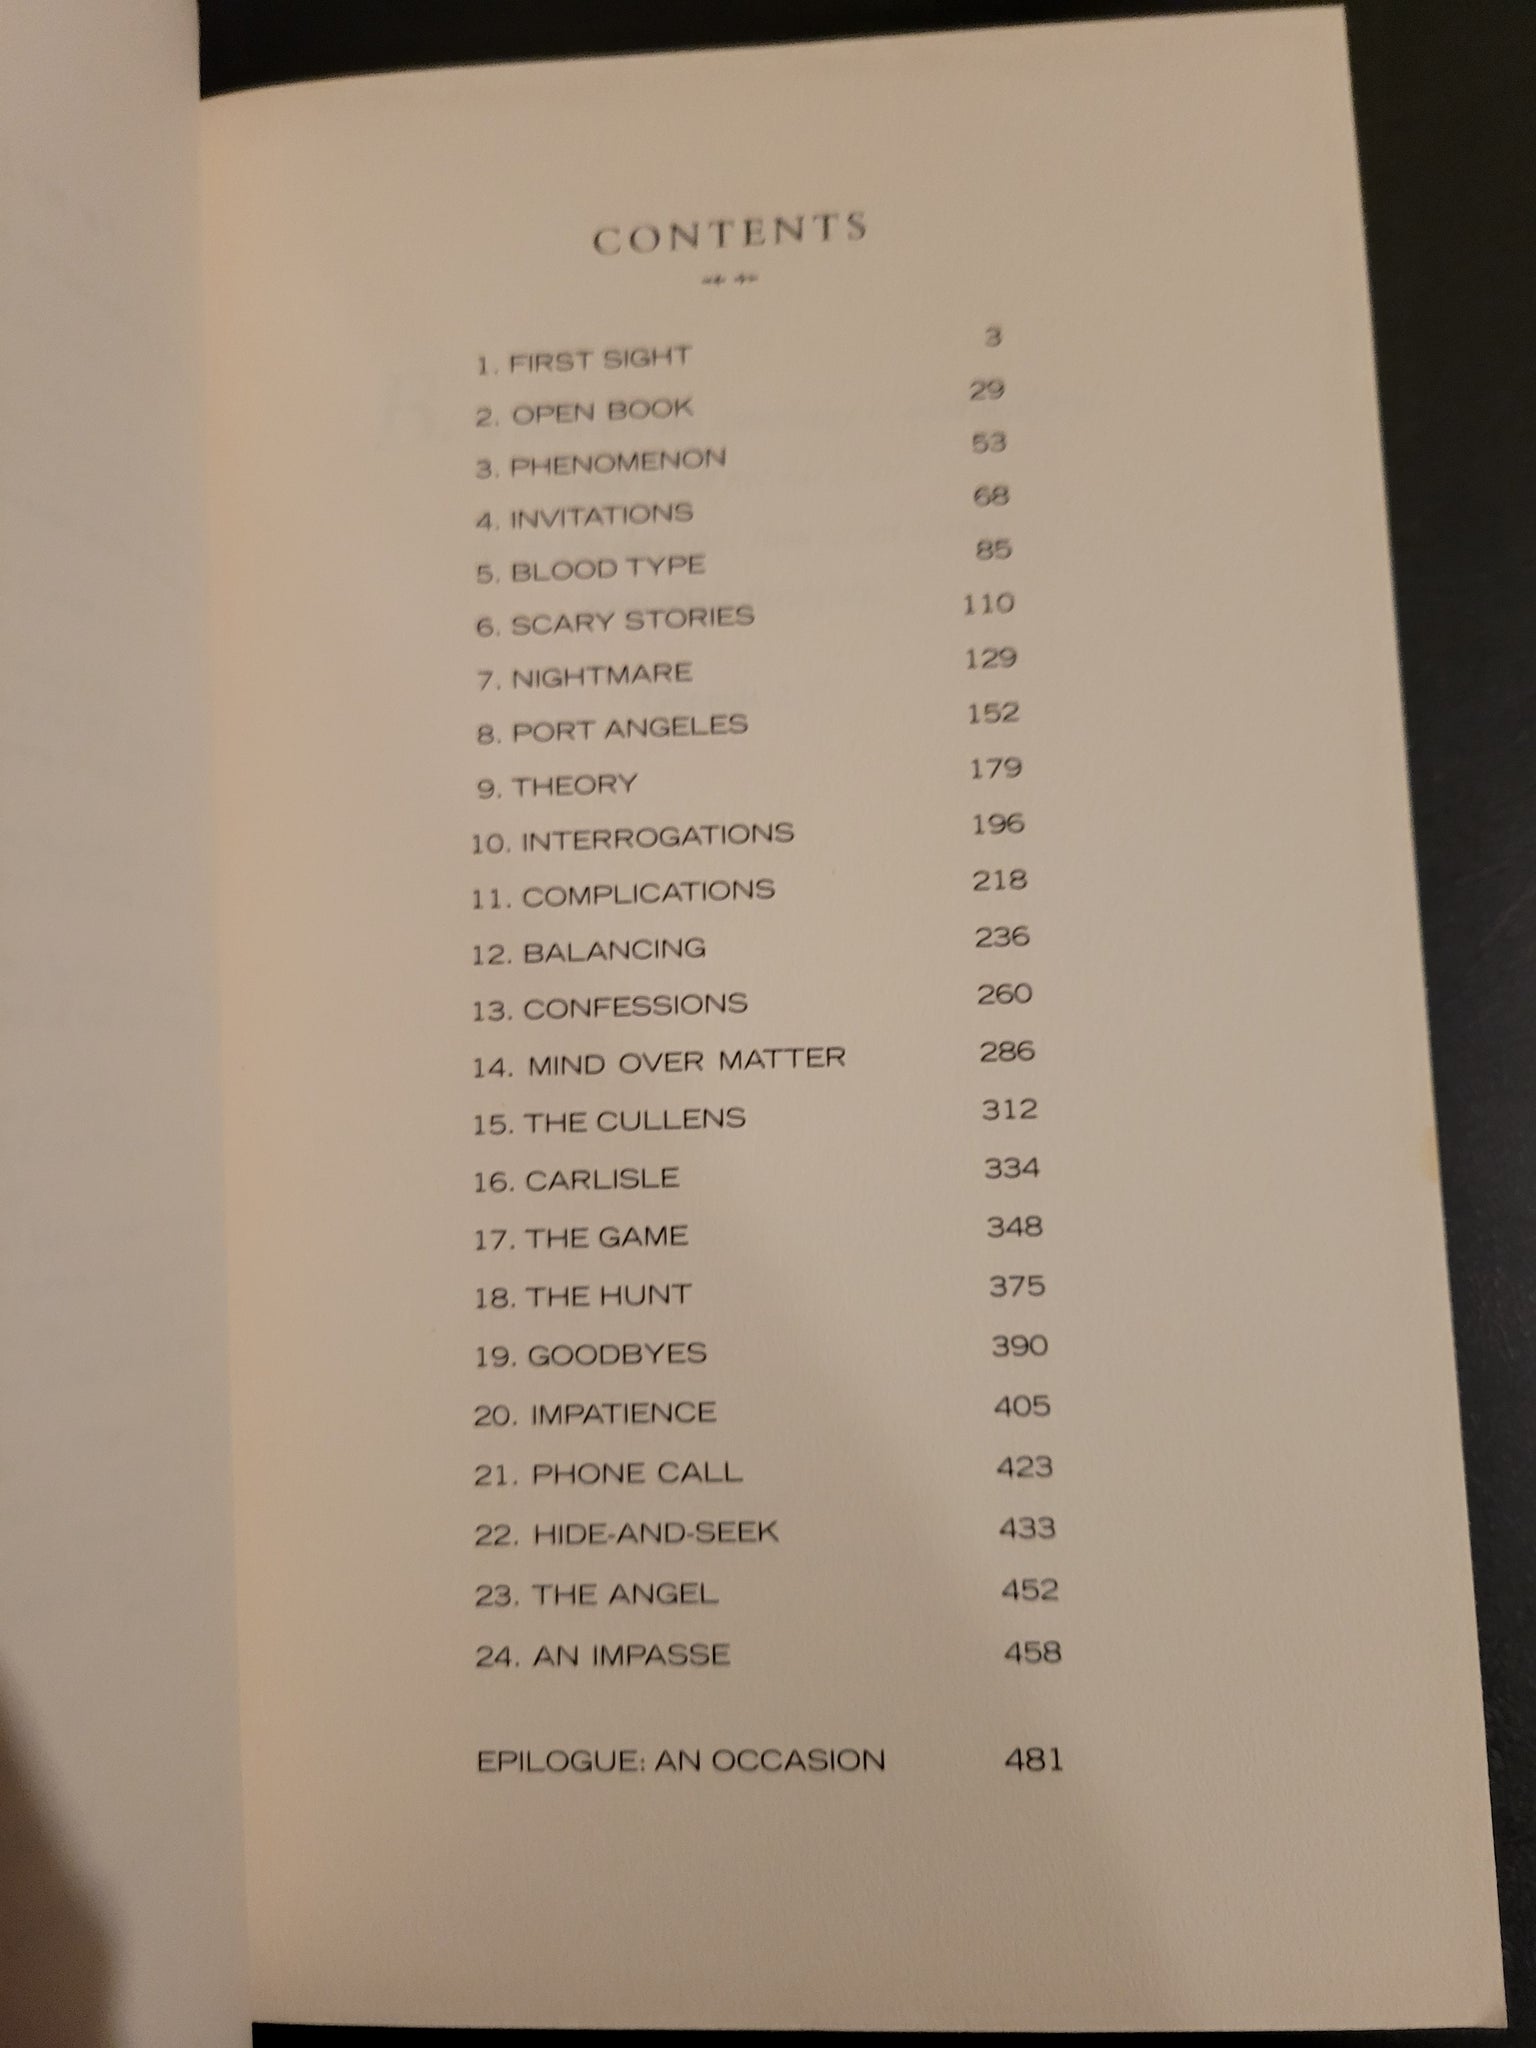 CONTENTS
1. FIRST SIGHT 3
2. OPEN BOOK 29
3. PHENOMENON 53
4. INVITATIONS 68
5. BLOOD TYPE 85
6. SCARY STORIES 110
7. NIGHTMARE 129
8. PORT ANGELES 152
9. THEORY 179
10. INTERROGATIONS 196
11. COMPLICATIONS 218
12. BALANCING 236
13. CONFESSIONS 260
14. MIND OVER MATTER 286
15. THE CULLENS 312
16. CARLISLE 334
17. THE GAME 348
18. THE HUNT 375
19. GOODBYES 390
20. IMPATIENCE 405
21. PHONE CALL 423
22. HIDE-AND-SEEK 433
23. THE ANGEL 452
24. AN IMPASSE 458
EPILOGUE: AN OCCASION 481